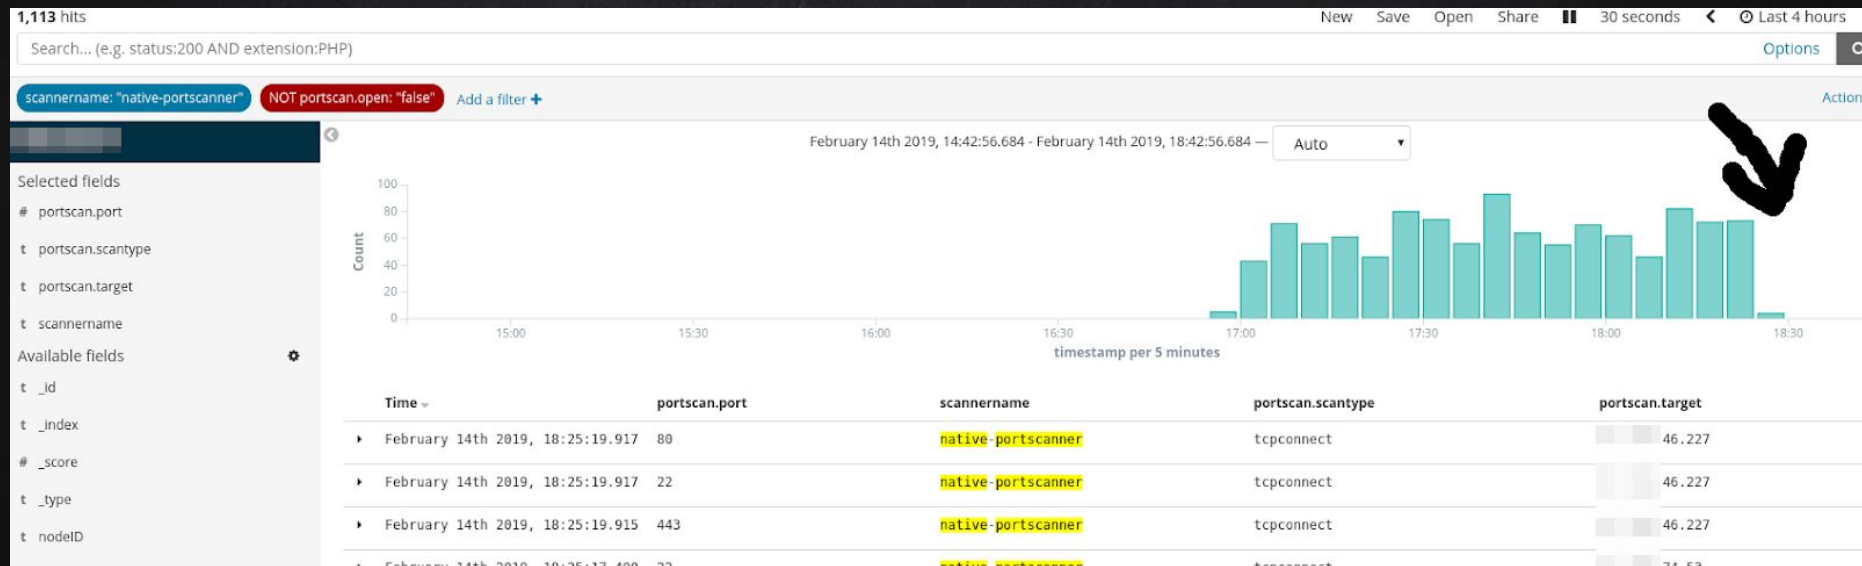 1,113 hits
New Save Open Share 30 seconds Last 4 hours
Search... (e.g. status:200 AND extension:PHP)
Options
scannername: "native-portscanner" NOT portscan.open: "false" Add a filter +
Action
February 14th 2019, 14:42:56.684 - February 14th 2019, 18:42:56.684 — Auto
Selected fields
# portscan.port
t portscan.scantype
t portscan.target
t scannername
Available fields
t _id
t _index
# _score
t _type
t nodeID
100
80
60
40
20
0
Count
15:00 15:30 16:00 16:30 17:00 17:30 18:00 18:30
timestamp per 5 minutes
Time portscan.port scannername portscan.scantype portscan.target
February 14th 2019, 18:25:19.917 80 native-portscanner tcpconnect 46.227
February 14th 2019, 18:25:19.917 22 native-portscanner tcpconnect 46.227
February 14th 2019, 18:25:19.915 443 native-portscanner tcpconnect 46.227